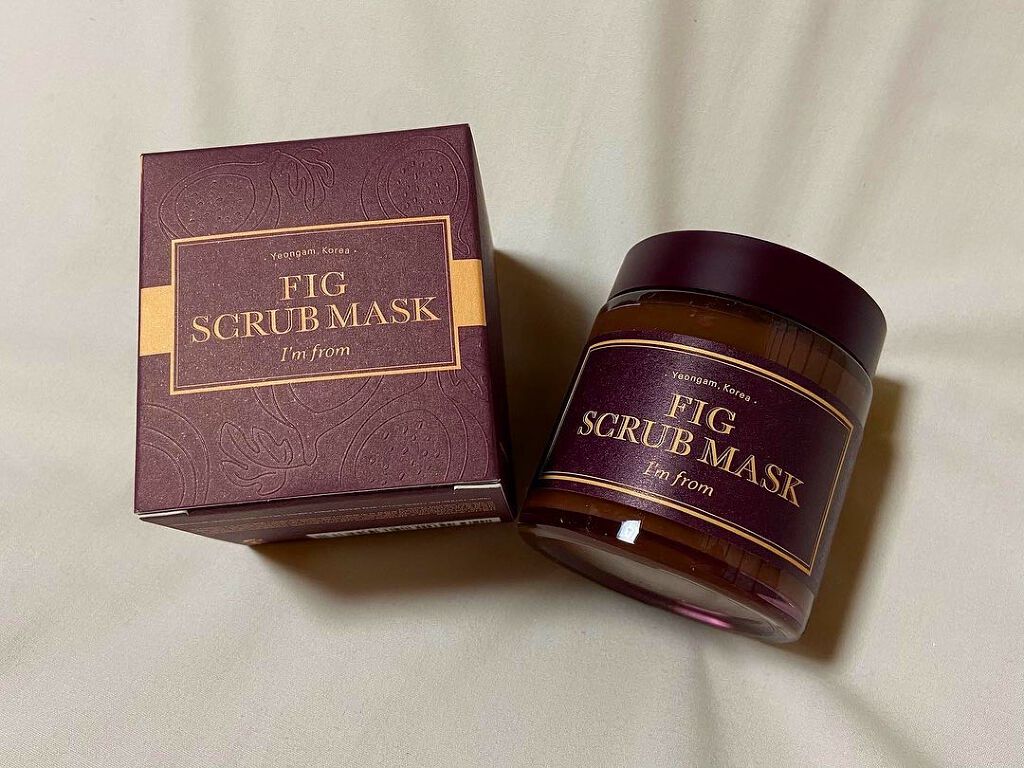 - Yeongam, Korea -
FIG
SCRUB MASK
I'm from
Yeongam, Korea -
FIG
SCRUB MASK
I'm from